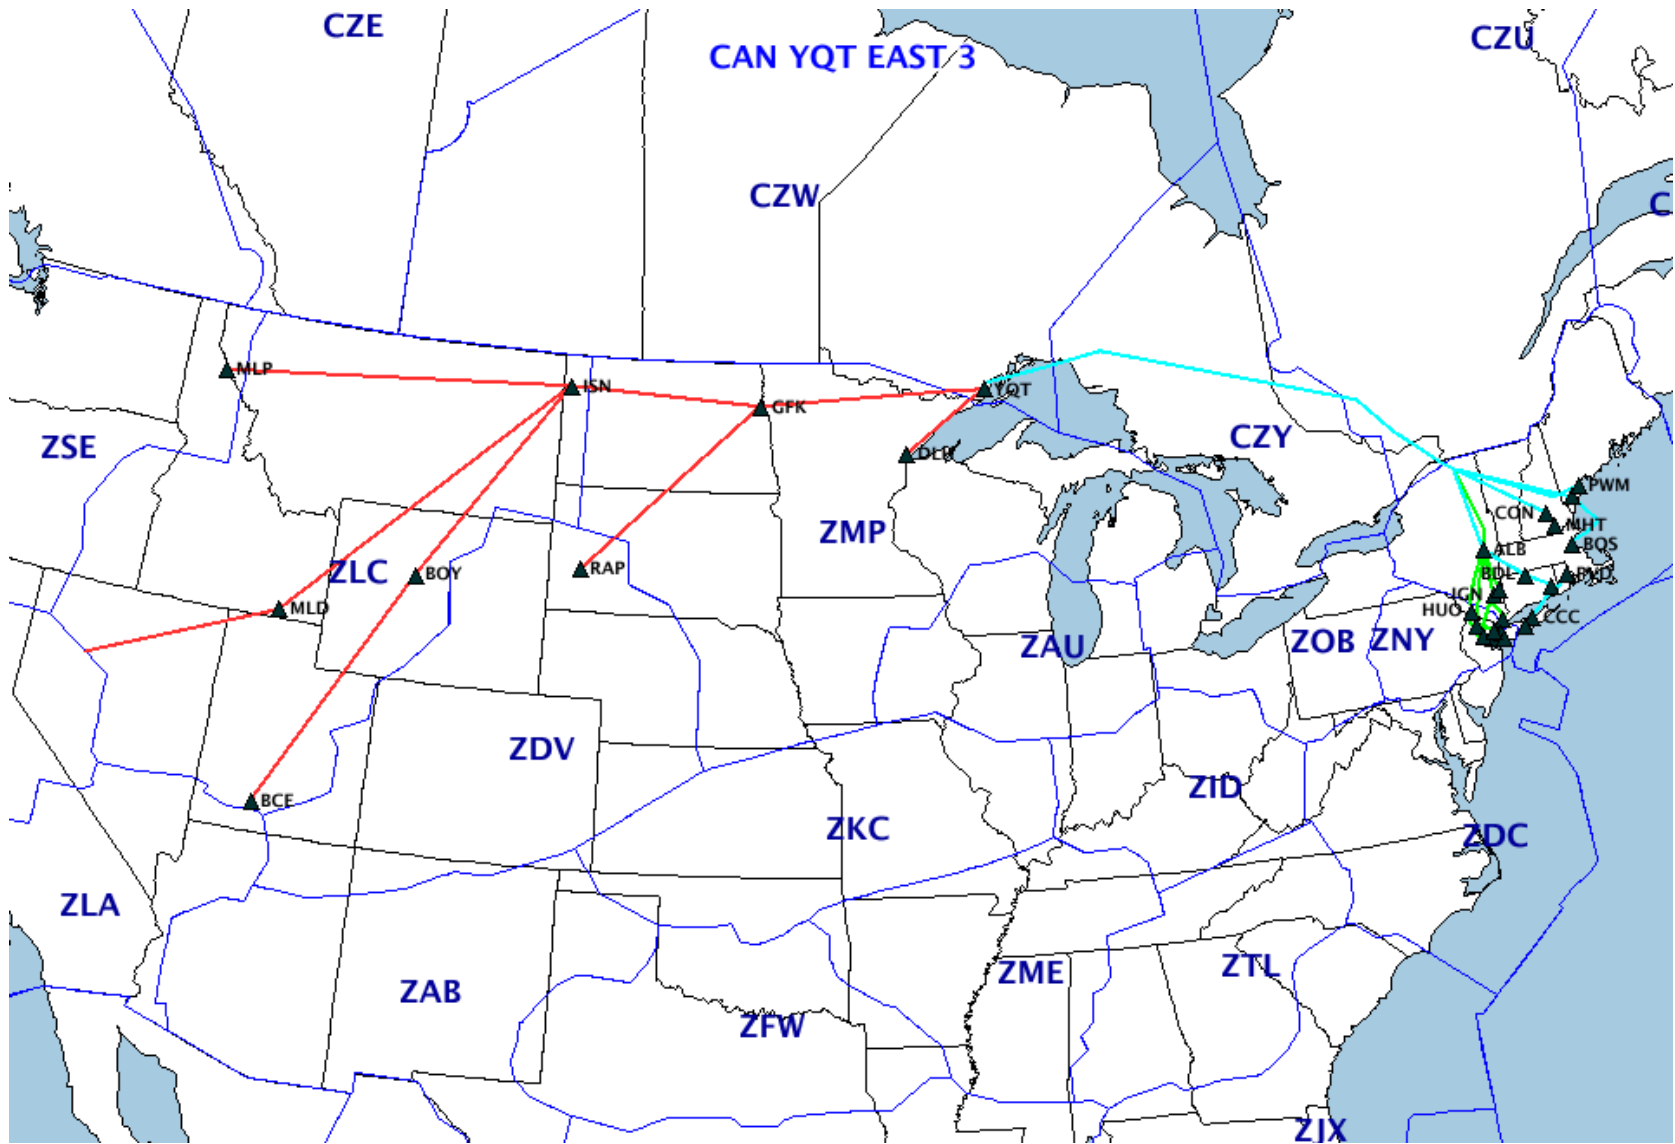 CZE
CAN YQT EAST 3
CZU
CZW
MLP
ISN
YQT
GFK
ZSE
CZY
DLH
PWM
CON
MHT
ZMP
BOS
ALB
ZLC
BOY
RAP
BDL
PVD
MLD
IGN
HUO
CCC
ZAU
ZOB
ZNY
ZDV
ZID
BCE
ZKC
ZDC
ZLA
ZME
ZTL
ZAB
ZFW
ZJX